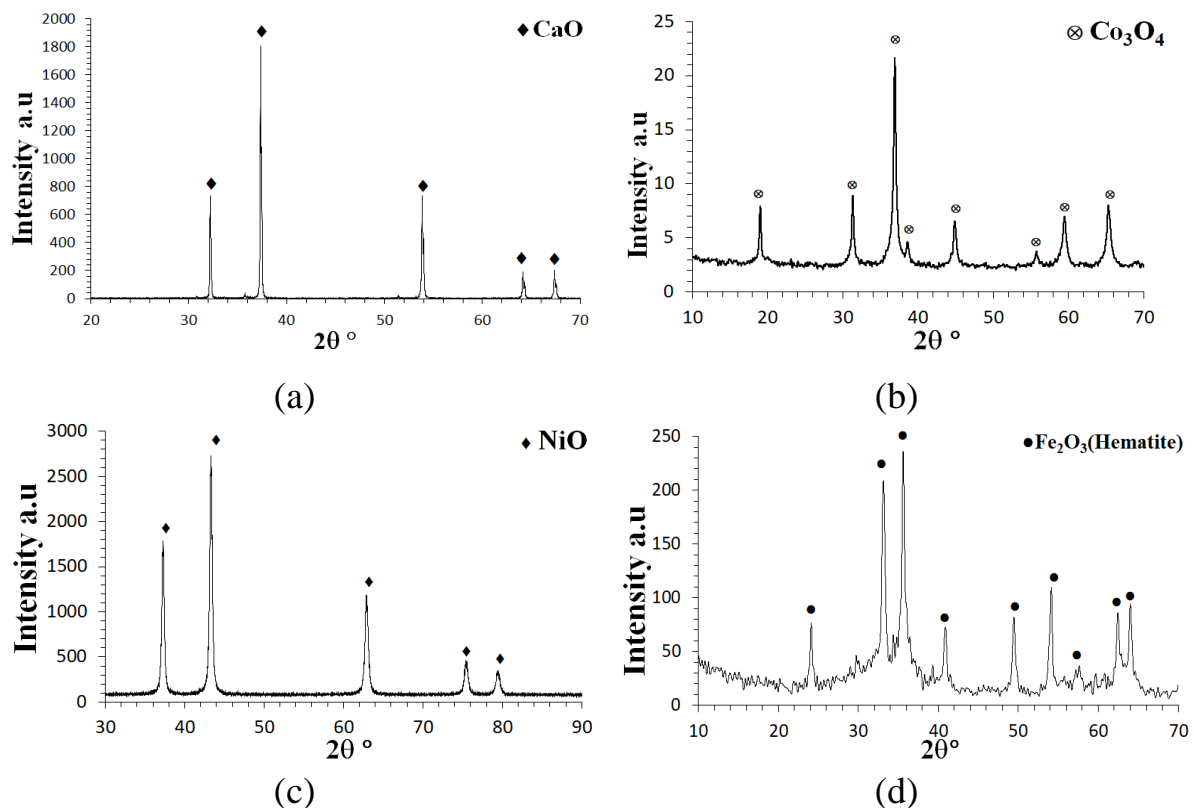 ◆ CaO
Intensity a.u
2000
1800
1600
1400
1200
1000
800
600
400
200
0
20 30 40 50 60 70
2θ °
(a)
⊗ Co₃O₄
Intensity a.u
25
20
15
10
5
0
10 20 30 40 50 60 70
2θ °
(b)
◆ NiO
Intensity a.u
3000
2500
2000
1500
1000
500
0
30 40 50 60 70 80 90
2θ °
(c)
● Fe₂O₃(Hematite)
Intensity a.u
250
200
150
100
50
0
10 20 30 40 50 60 70
2θ°
(d)